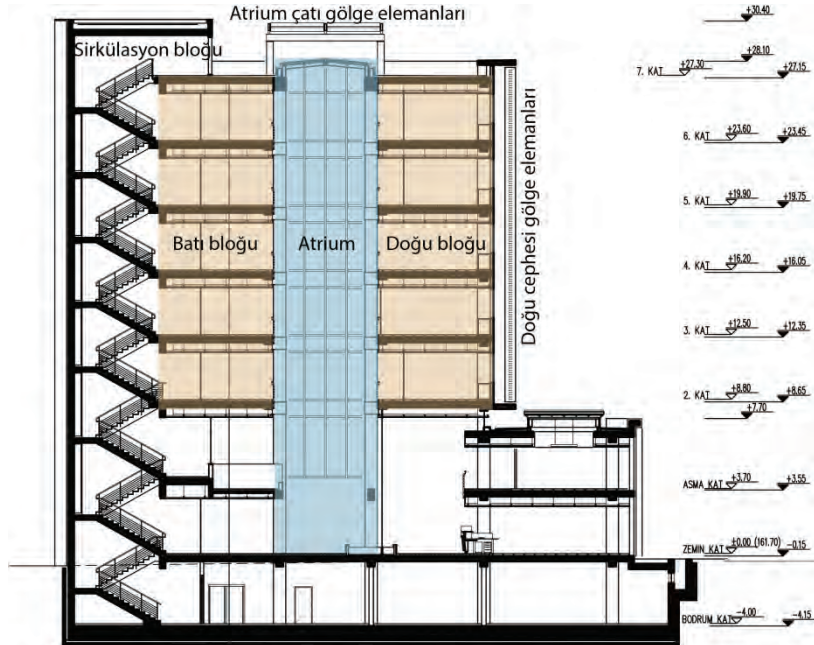 Atrium çatı gölge elemanları
Sirkülasyon bloğu
Batı bloğu
Atrium
Doğu bloğu
Doğu cephesi gölge elemanları
+30.40
+28.10
7. KAT +27.30 +27.15
6. KAT +23.60 +23.45
5. KAT +19.90 +19.75
4. KAT +16.20 +16.05
3. KAT +12.50 +12.35
2. KAT +8.80 +8.65
+7.70
ASMA KAT +3.70 +3.55
ZEMİN KAT ±0.00 (161.70) -0.15
BODRUM KAT -4.00 -4.15